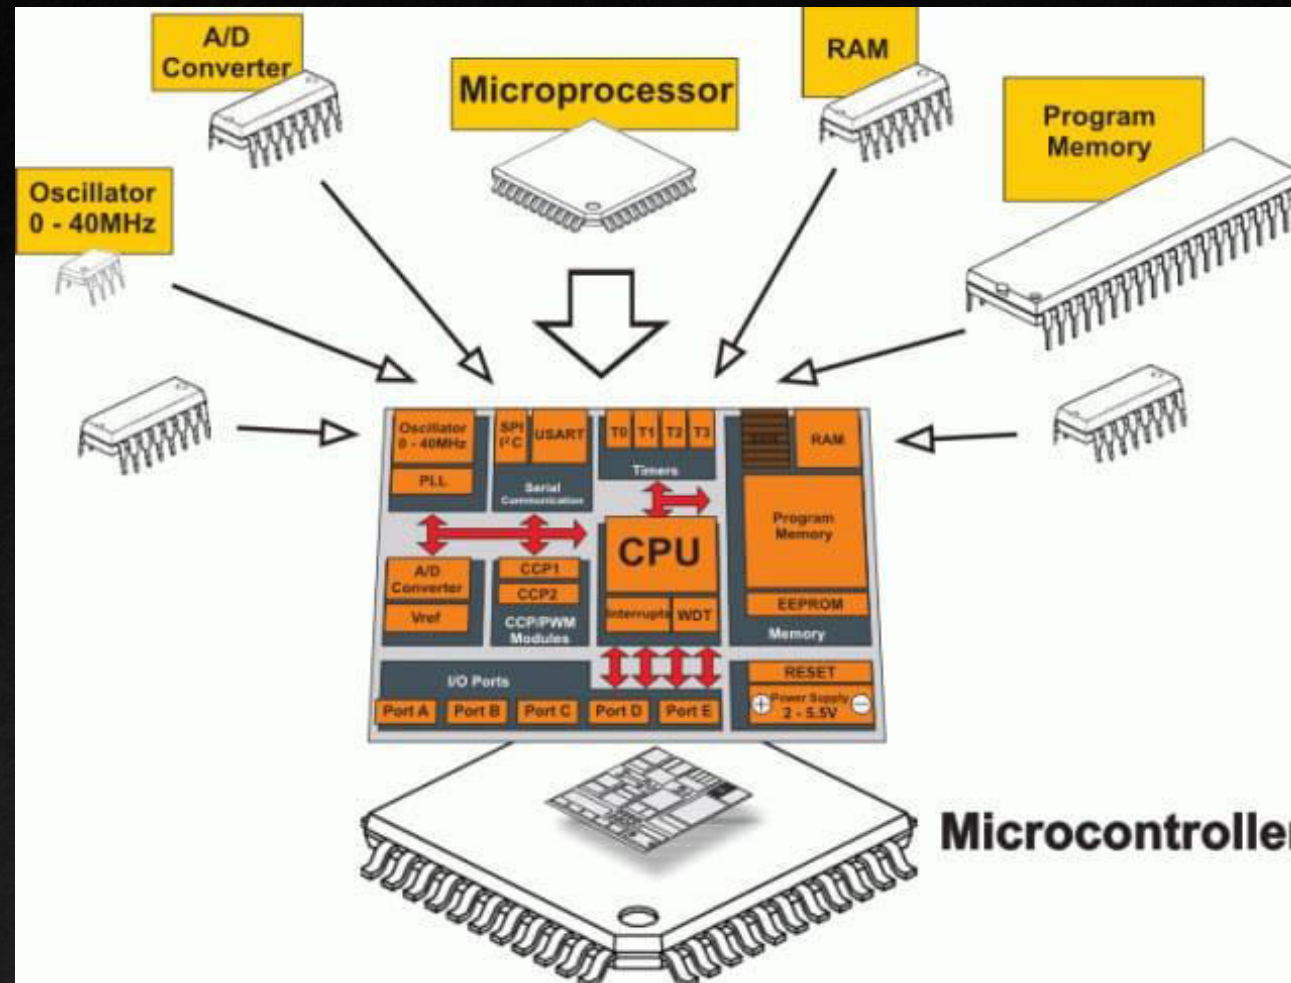 A/D
Converter
Microprocessor
RAM
Program
Memory
Oscillator
0 - 40MHz
Oscillator
0 - 40MHz
PLL
SPI
I²C
USART
Serial
Communication
T0 T1 T2 T3
Timers
RAM
Program
Memory
EEPROM
Memory
CPU
Interrupts WDT
A/D
Converter
Vref
CCP1
CCP2
CCP/PWM
Modules
I/O Ports
Port A Port B Port C Port D Port E
RESET
Power Supply
+ 2 - 5.5V −
Microcontroller